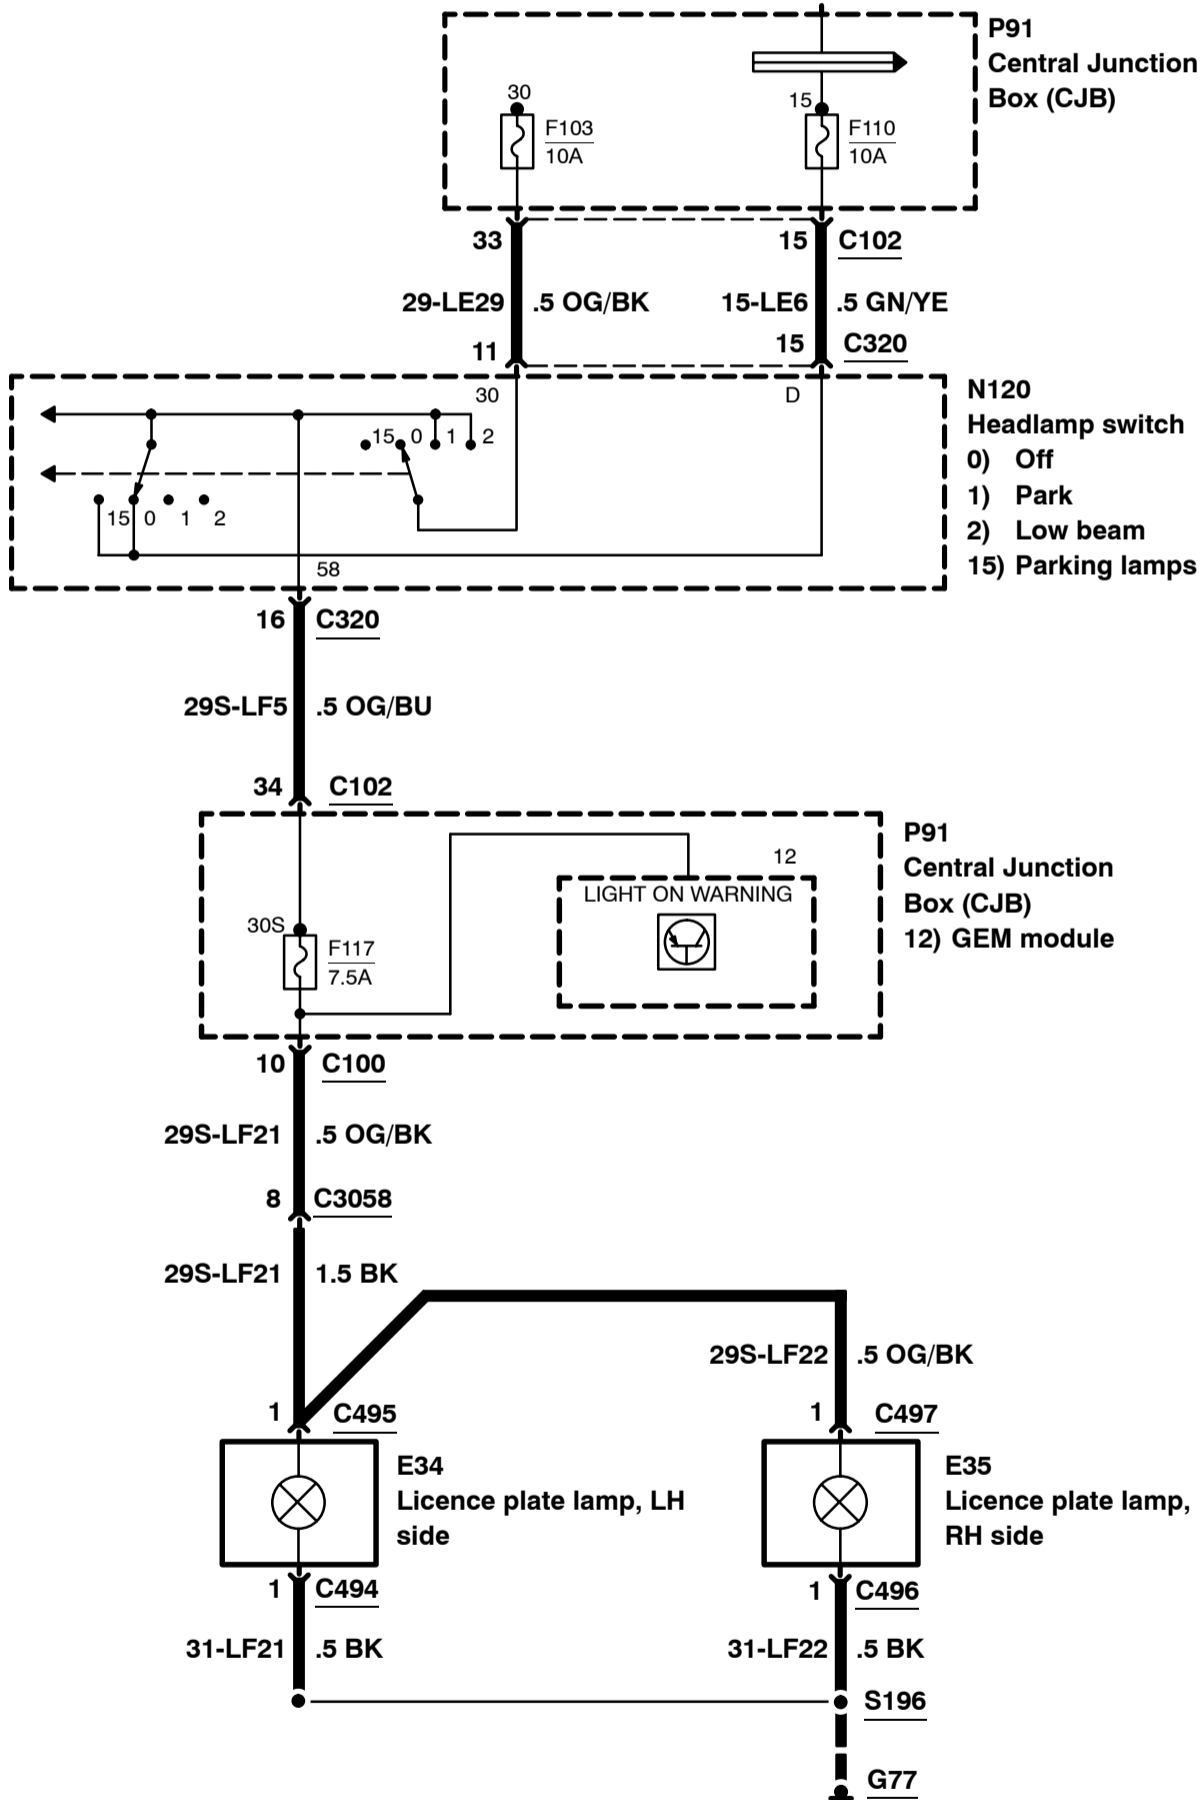 P91
Central Junction
Box (CJB)
30
F103
10A
15
F110
10A
33
15 C102
29-LE29 .5 OG/BK
15-LE6 .5 GN/YE
11
15 C320
30
D
15 0 1 2
15 0 1 2
58
N120
Headlamp switch
0) Off
1) Park
2) Low beam
15) Parking lamps
16 C320
29S-LF5 .5 OG/BU
34 C102
P91
Central Junction
Box (CJB)
12) GEM module
12
LIGHT ON WARNING
30S
F117
7.5A
10 C100
29S-LF21 .5 OG/BK
8 C3058
29S-LF21 1.5 BK
29S-LF22 .5 OG/BK
1 C495
1 C497
E34
Licence plate lamp, LH
side
E35
Licence plate lamp,
RH side
1 C494
1 C496
31-LF21 .5 BK
31-LF22 .5 BK
S196
G77